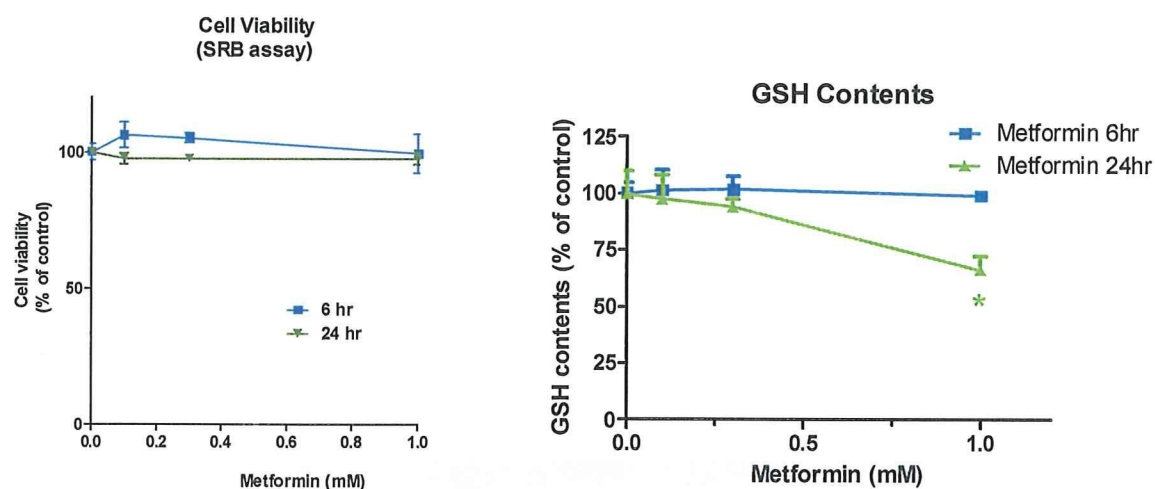 Cell Viability
(SRB assay)
Cell viability
(% of control)
100
50
0
0.0 0.2 0.4 0.6 0.8 1.0
Metformin (mM)
6 hr
24 hr
GSH Contents
GSH contents (% of control)
125
100
75
50
25
0
0.0 0.5 1.0
Metformin (mM)
Metformin 6hr
Metformin 24hr
*